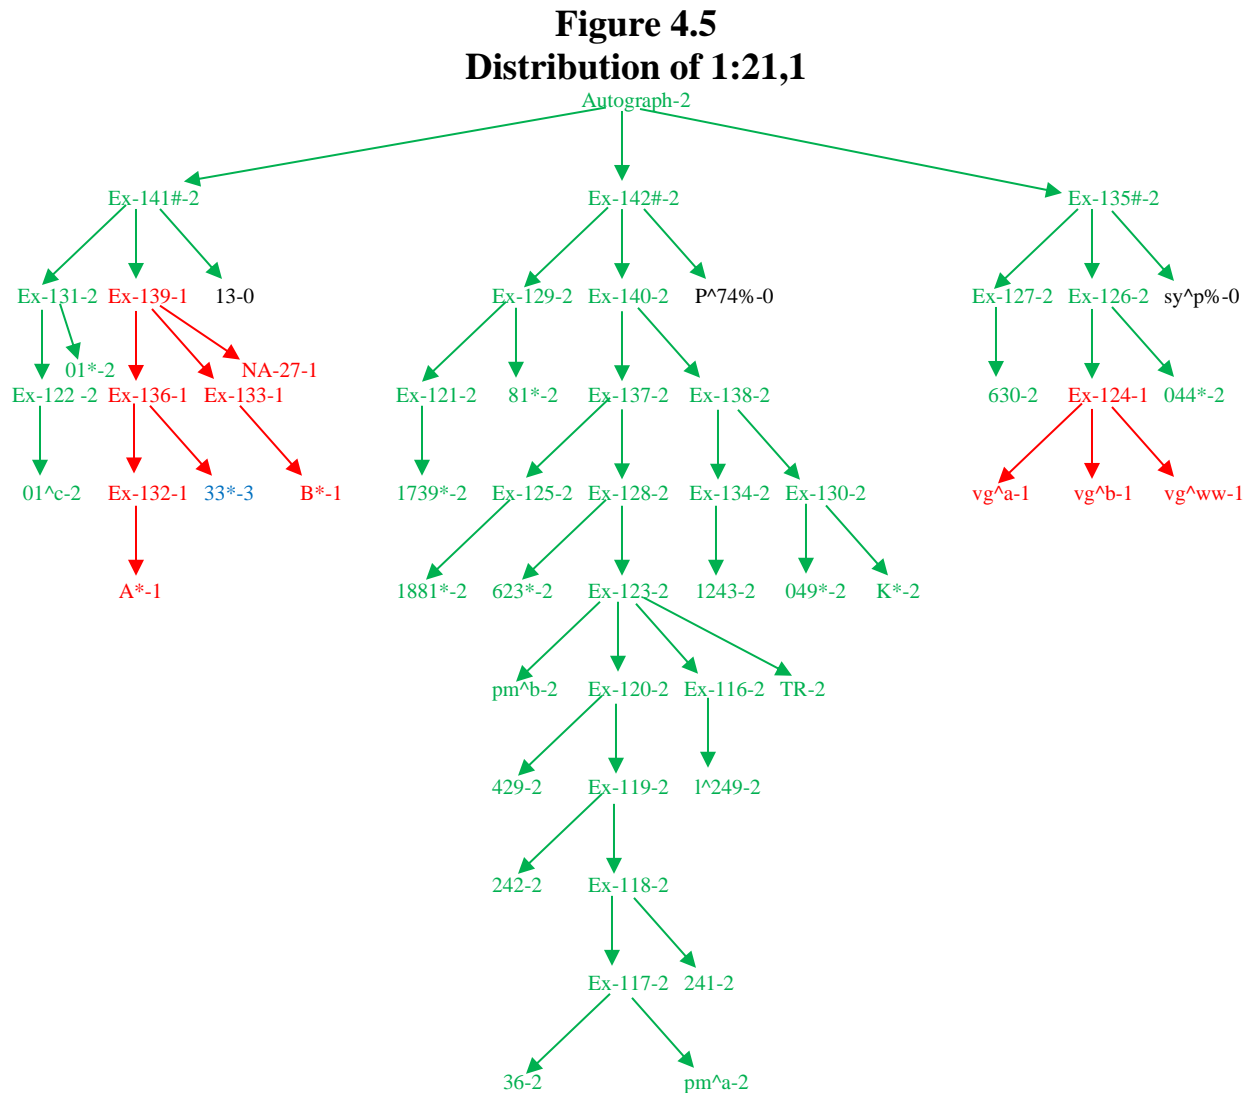 Figure 4.5
Distribution of 1:21,1
Autograph-2
Ex-141#-2 Ex-142#-2 Ex-135#-2
Ex-131-2 Ex-139-1 13-0 Ex-129-2 Ex-140-2 P^74%-0 Ex-127-2 Ex-126-2 sy^p%-0
01*-2 NA-27-1
Ex-122 -2 Ex-136-1 Ex-133-1 Ex-121-2 81*-2 Ex-137-2 Ex-138-2 630-2 Ex-124-1 044*-2
01^c-2 Ex-132-1 33*-3 B*-1 1739*-2 Ex-125-2 Ex-128-2 Ex-134-2 Ex-130-2 vg^a-1 vg^b-1 vg^ww-1
A*-1 1881*-2 623*-2 Ex-123-2 1243-2 049*-2 K*-2
pm^b-2 Ex-120-2 Ex-116-2 TR-2
429-2 Ex-119-2 l^249-2
242-2 Ex-118-2
Ex-117-2 241-2
36-2 pm^a-2